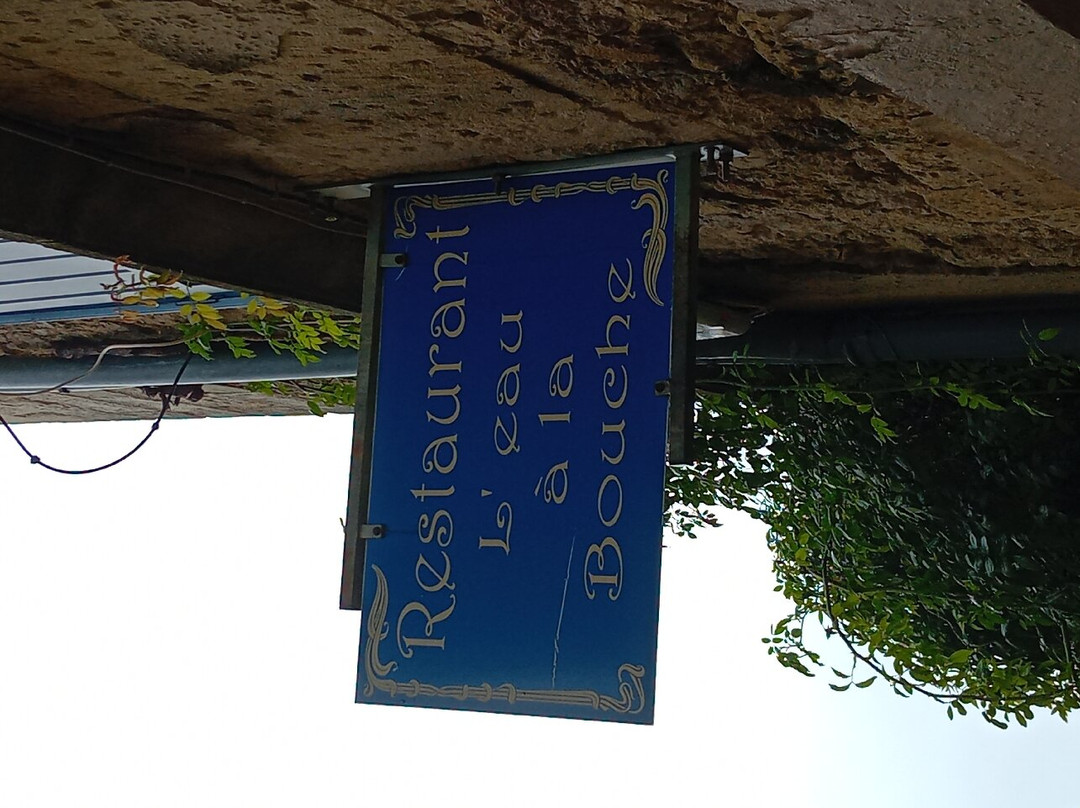 Restaurant
L'eau
à la
Bouche